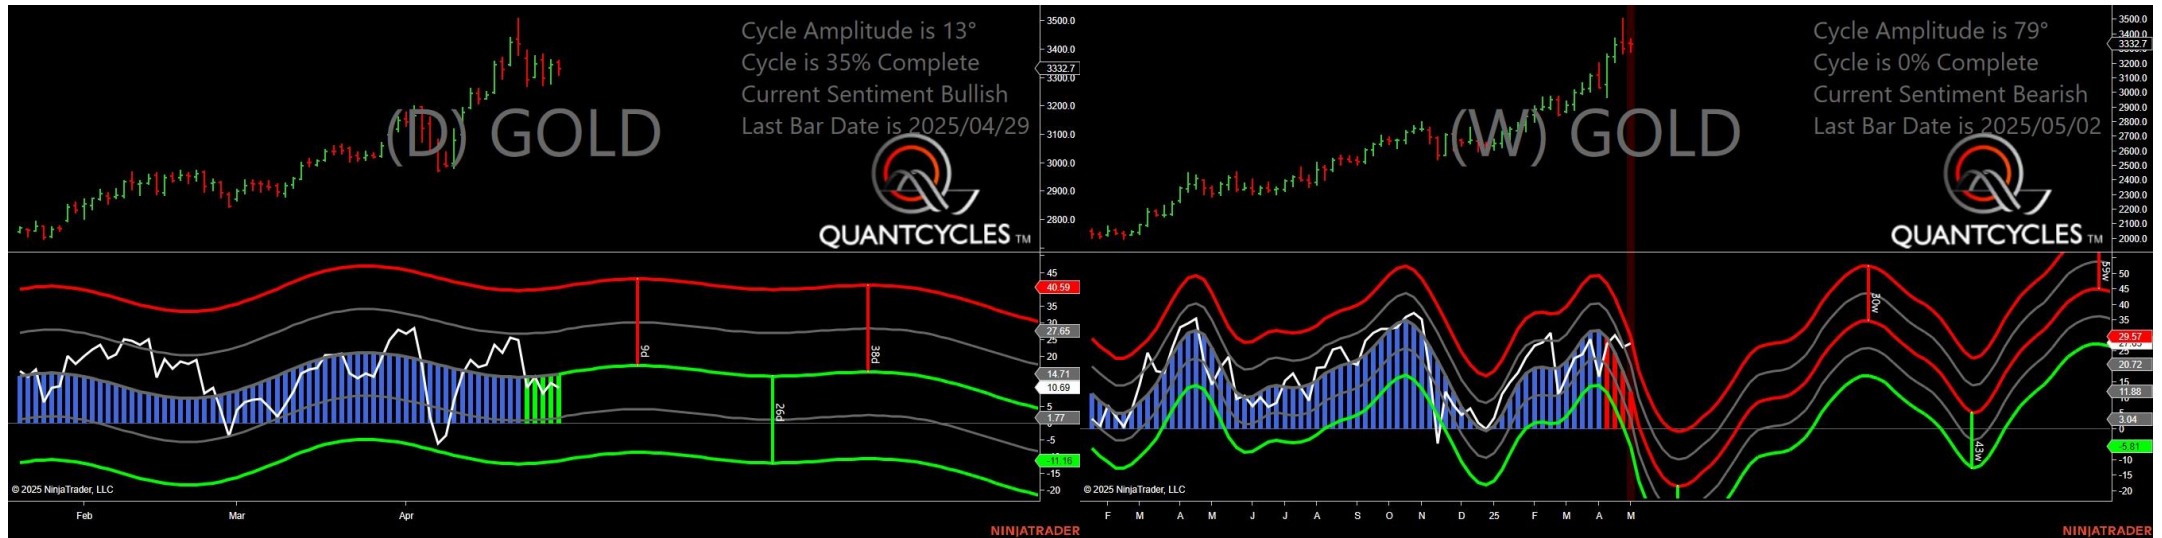 Cycle Amplitude is 13°
Cycle is 35% Complete
Current Sentiment Bullish
Last Bar Date is 2025/04/29
(D) GOLD
QUANTCYCLES TM
3500.0
3400.0
3332.7
3300.0
3200.0
3100.0
3000.0
2900.0
2800.0
45
40.59
35
30
27.65
25
20
14.71
10.69
5
1.77
-5
-11.16
-15
-20
9d
26d
38d
© 2025 NinjaTrader, LLC
Feb Mar Apr
NINJATRADER
Cycle Amplitude is 79°
Cycle is 0% Complete
Current Sentiment Bearish
Last Bar Date is 2025/05/02
(W) GOLD
QUANTCYCLES TM
3500.0
3400.0
3332.7
3200.0
3100.0
3000.0
2900.0
2800.0
2700.0
2600.0
2500.0
2400.0
2300.0
2200.0
2100.0
2000.0
50
45
40
35
29.57
25
20.72
15
11.88
3.04
0
-5.81
-10
-15
-20
30w
43w
59w
© 2025 NinjaTrader, LLC
F M A M J J A S O N D 25 F M A M
NINJATRADER